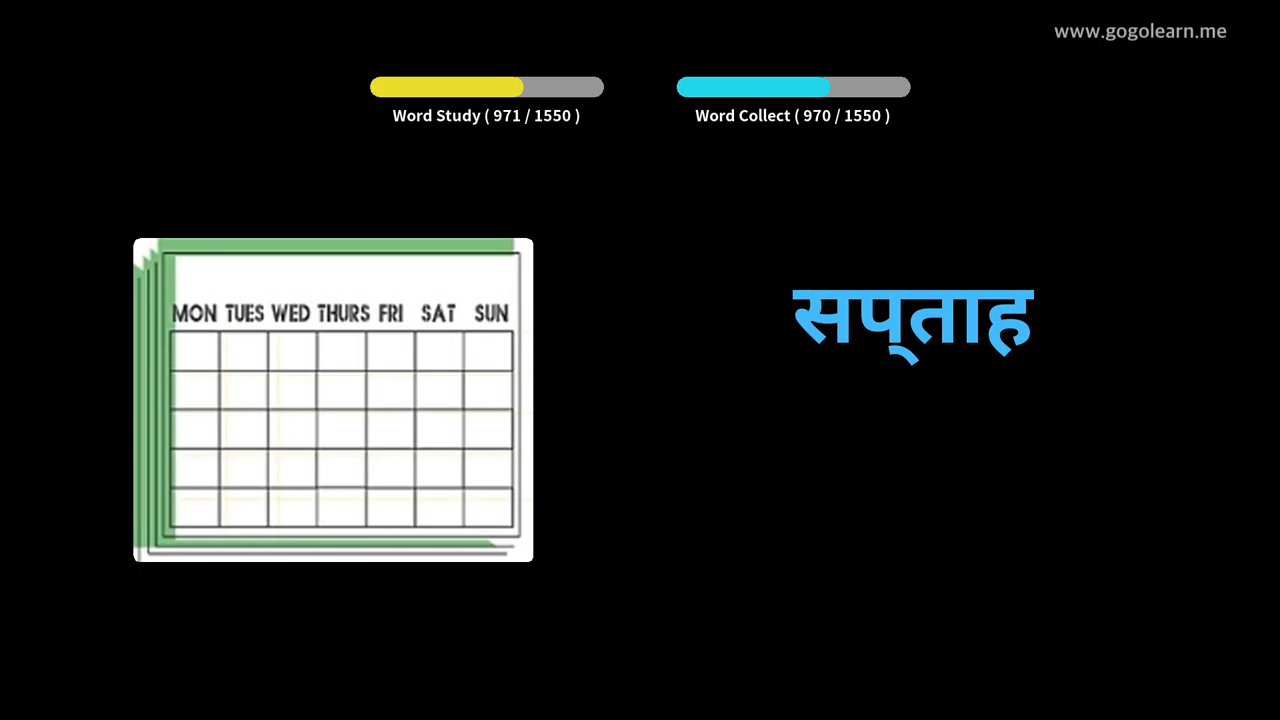 www.gogolearn.me
Word Study ( 971 / 1550 )
Word Collect ( 970 / 1550 )
MON TUES WED THURS FRI SAT SUN
सप्ताह